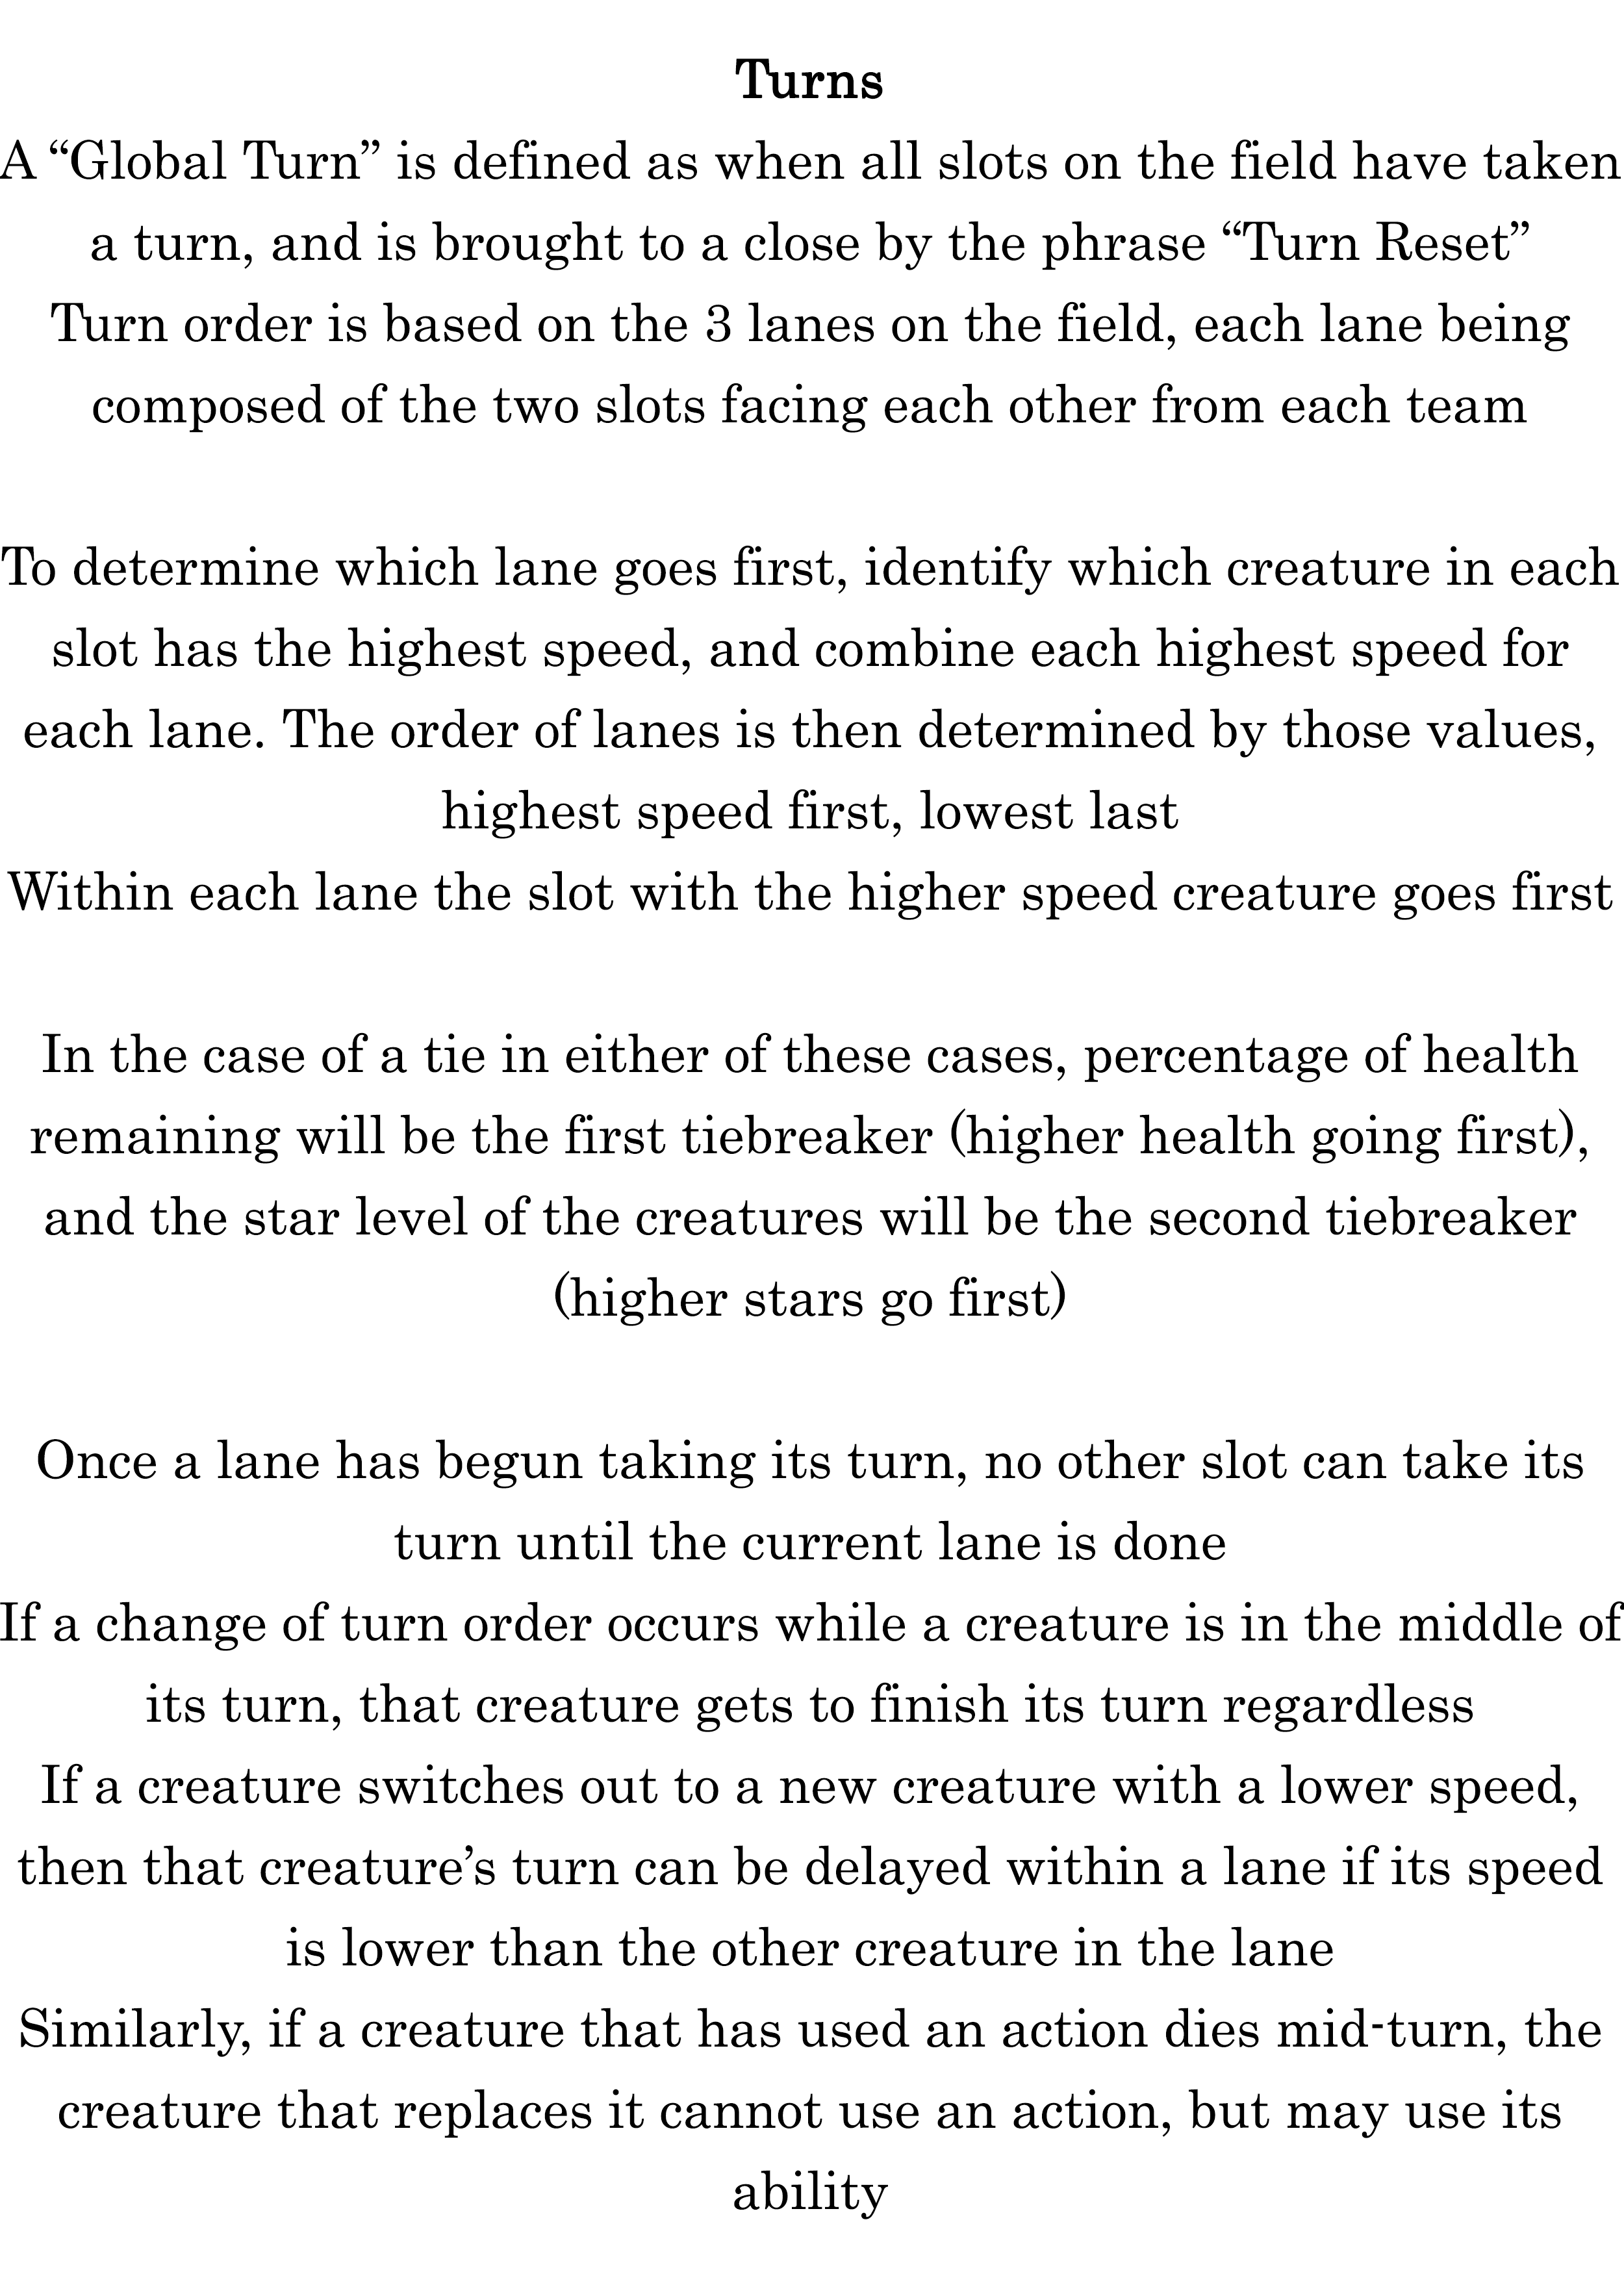 Turns
A “Global Turn” is defined as when all slots on the field have taken
a turn, and is brought to a close by the phrase “Turn Reset”
Turn order is based on the 3 lanes on the field, each lane being
composed of the two slots facing each other from each team
To determine which lane goes first, identify which creature in each
slot has the highest speed, and combine each highest speed for
each lane. The order of lanes is then determined by those values,
highest speed first, lowest last
Within each lane the slot with the higher speed creature goes first
In the case of a tie in either of these cases, percentage of health
remaining will be the first tiebreaker (higher health going first),
and the star level of the creatures will be the second tiebreaker
(higher stars go first)
Once a lane has begun taking its turn, no other slot can take its
turn until the current lane is done
If a change of turn order occurs while a creature is in the middle of
its turn, that creature gets to finish its turn regardless
If a creature switches out to a new creature with a lower speed,
then that creature’s turn can be delayed within a lane if its speed
is lower than the other creature in the lane
Similarly, if a creature that has used an action dies mid-turn, the
creature that replaces it cannot use an action, but may use its
ability